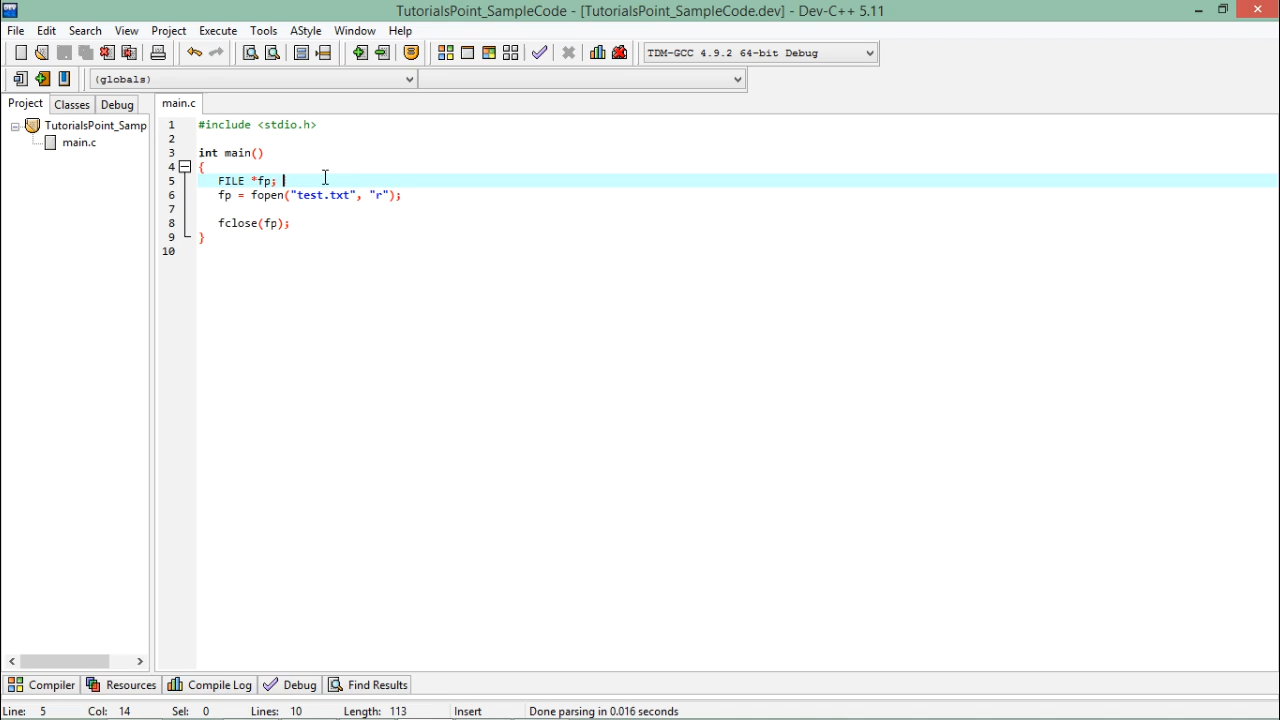 TutorialsPoint_SampleCode - [TutorialsPoint_SampleCode.dev] - Dev-C++ 5.11
File Edit Search View Project Execute Tools AStyle Window Help
TDM-GCC 4.9.2 64-bit Debug
(globals)
Project Classes Debug main.c
TutorialsPoint_Samp
main.c
1 #include <stdio.h>
2
3 int main()
4 {
5 FILE *fp;
6 fp = fopen("test.txt", "r");
7
8 fclose(fp);
9 }
10
Compiler Resources Compile Log Debug Find Results
Line: 5 Col: 14 Sel: 0 Lines: 10 Length: 113 Insert Done parsing in 0.016 seconds